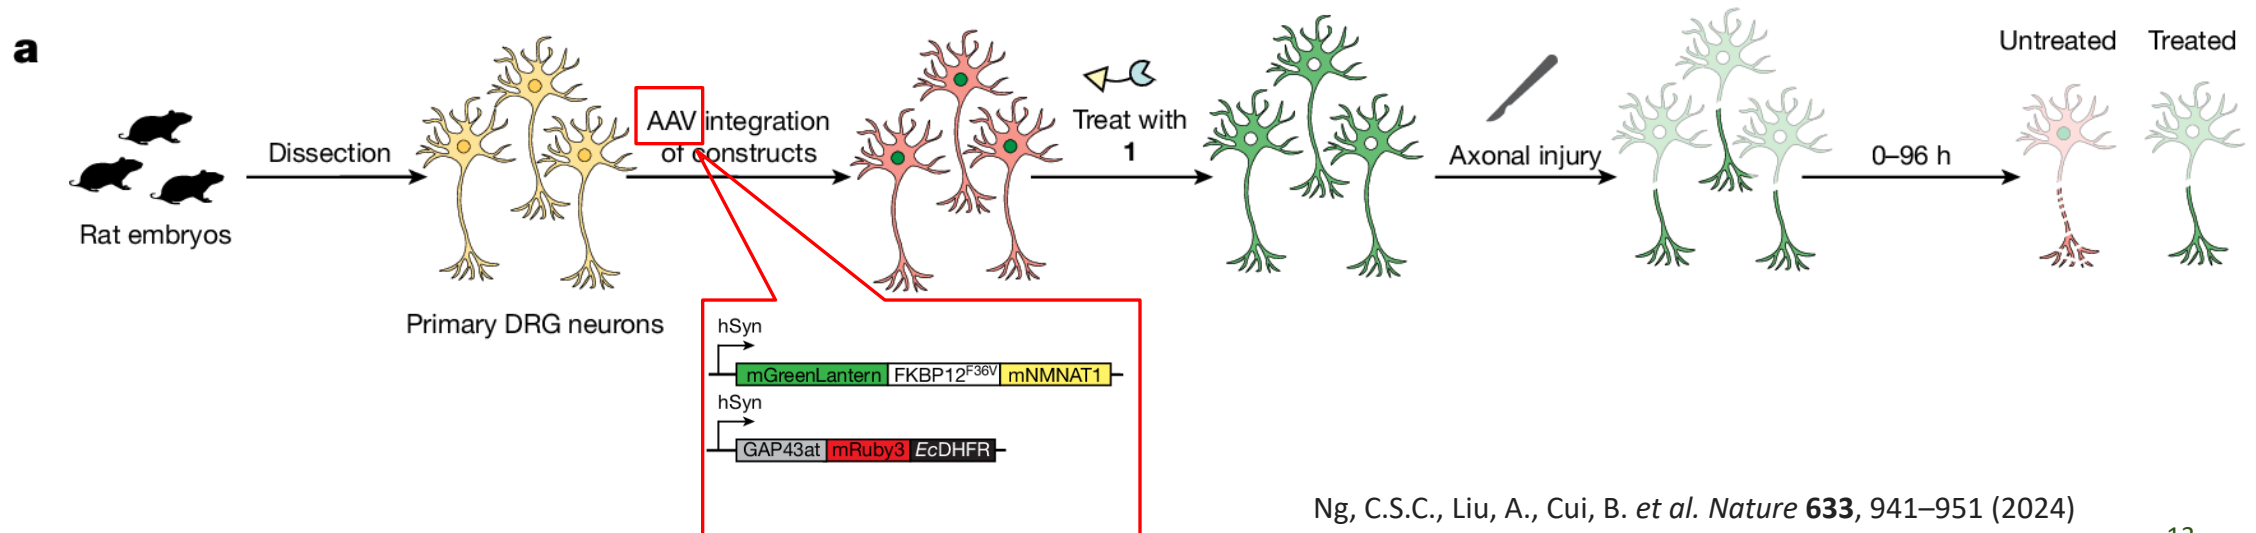 a
Rat embryos
Dissection
Primary DRG neurons
AAV integration
of constructs
hSyn
mGreenLantern FKBP12F36V mNMNAT1
hSyn
GAP43at mRuby3 EcDHFR
Treat with
1
Axonal injury
0–96 h
Untreated Treated
Ng, C.S.C., Liu, A., Cui, B. et al. Nature 633, 941–951 (2024)